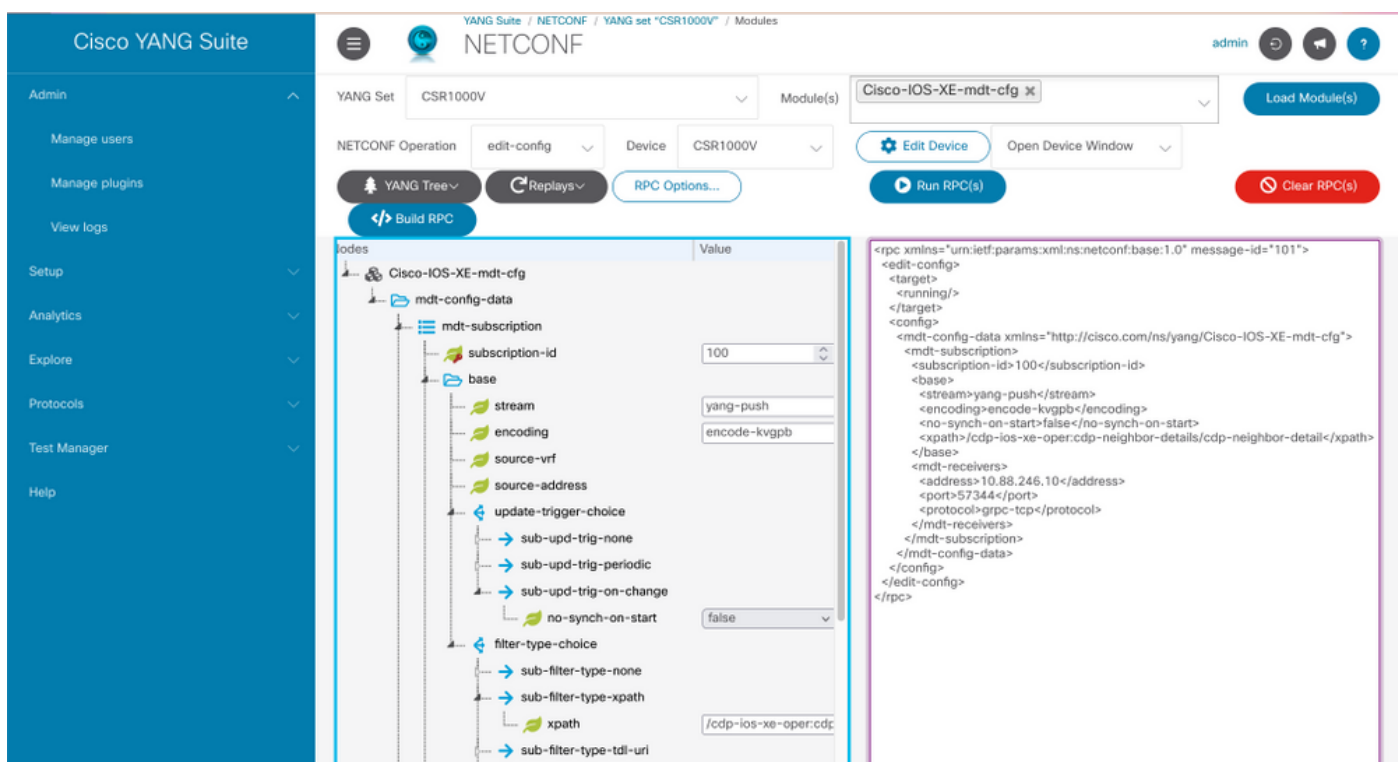 Cisco YANG Suite
Admin
Manage users
Manage plugins
View logs
Setup
Analytics
Explore
Protocols
Test Manager
Help
YANG Suite / NETCONF / YANG set "CSR1000V" / Modules
NETCONF
admin
?
YANG Set
CSR1000V
Module(s)
Cisco-IOS-XE-mdt-cfg ✖
Load Module(s)
NETCONF Operation
edit-config
Device
CSR1000V
Edit Device
Open Device Window
YANG Tree
Replays
RPC Options...
Run RPC(s)
Clear RPC(s)
</> Build RPC
lodes
Value
Cisco-IOS-XE-mdt-cfg
mdt-config-data
mdt-subscription
subscription-id
100
base
stream
yang-push
encoding
encode-kvgpb
source-vrf
source-address
update-trigger-choice
sub-upd-trig-none
sub-upd-trig-periodic
sub-upd-trig-on-change
no-synch-on-start
false
filter-type-choice
sub-filter-type-none
sub-filter-type-xpath
xpath
/cdp-ios-xe-oper:cdp
sub-filter-type-tdl-uri
<rpc xmlns="urn:ietf:params:xml:ns:netconf:base:1.0" message-id="101">
<edit-config>
<target>
<running/>
</target>
<config>
<mdt-config-data xmlns="http://cisco.com/ns/yang/Cisco-IOS-XE-mdt-cfg">
<mdt-subscription>
<subscription-id>100</subscription-id>
<base>
<stream>yang-push</stream>
<encoding>encode-kvgpb</encoding>
<no-synch-on-start>false</no-synch-on-start>
<xpath>/cdp-ios-xe-oper:cdp-neighbor-details/cdp-neighbor-detail</xpath>
</base>
<mdt-receivers>
<address>10.88.246.10</address>
<port>57344</port>
<protocol>grpc-tcp</protocol>
</mdt-receivers>
</mdt-subscription>
</mdt-config-data>
</config>
</edit-config>
</rpc>